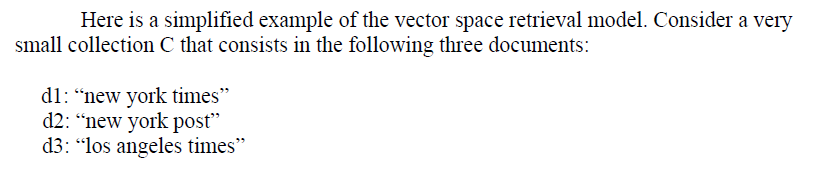 Here is a simplified example of the vector space retrieval model. Consider a very
small collection C that consists in the following three documents:
d1: “new york times”
d2: “new york post”
d3: “los angeles times”